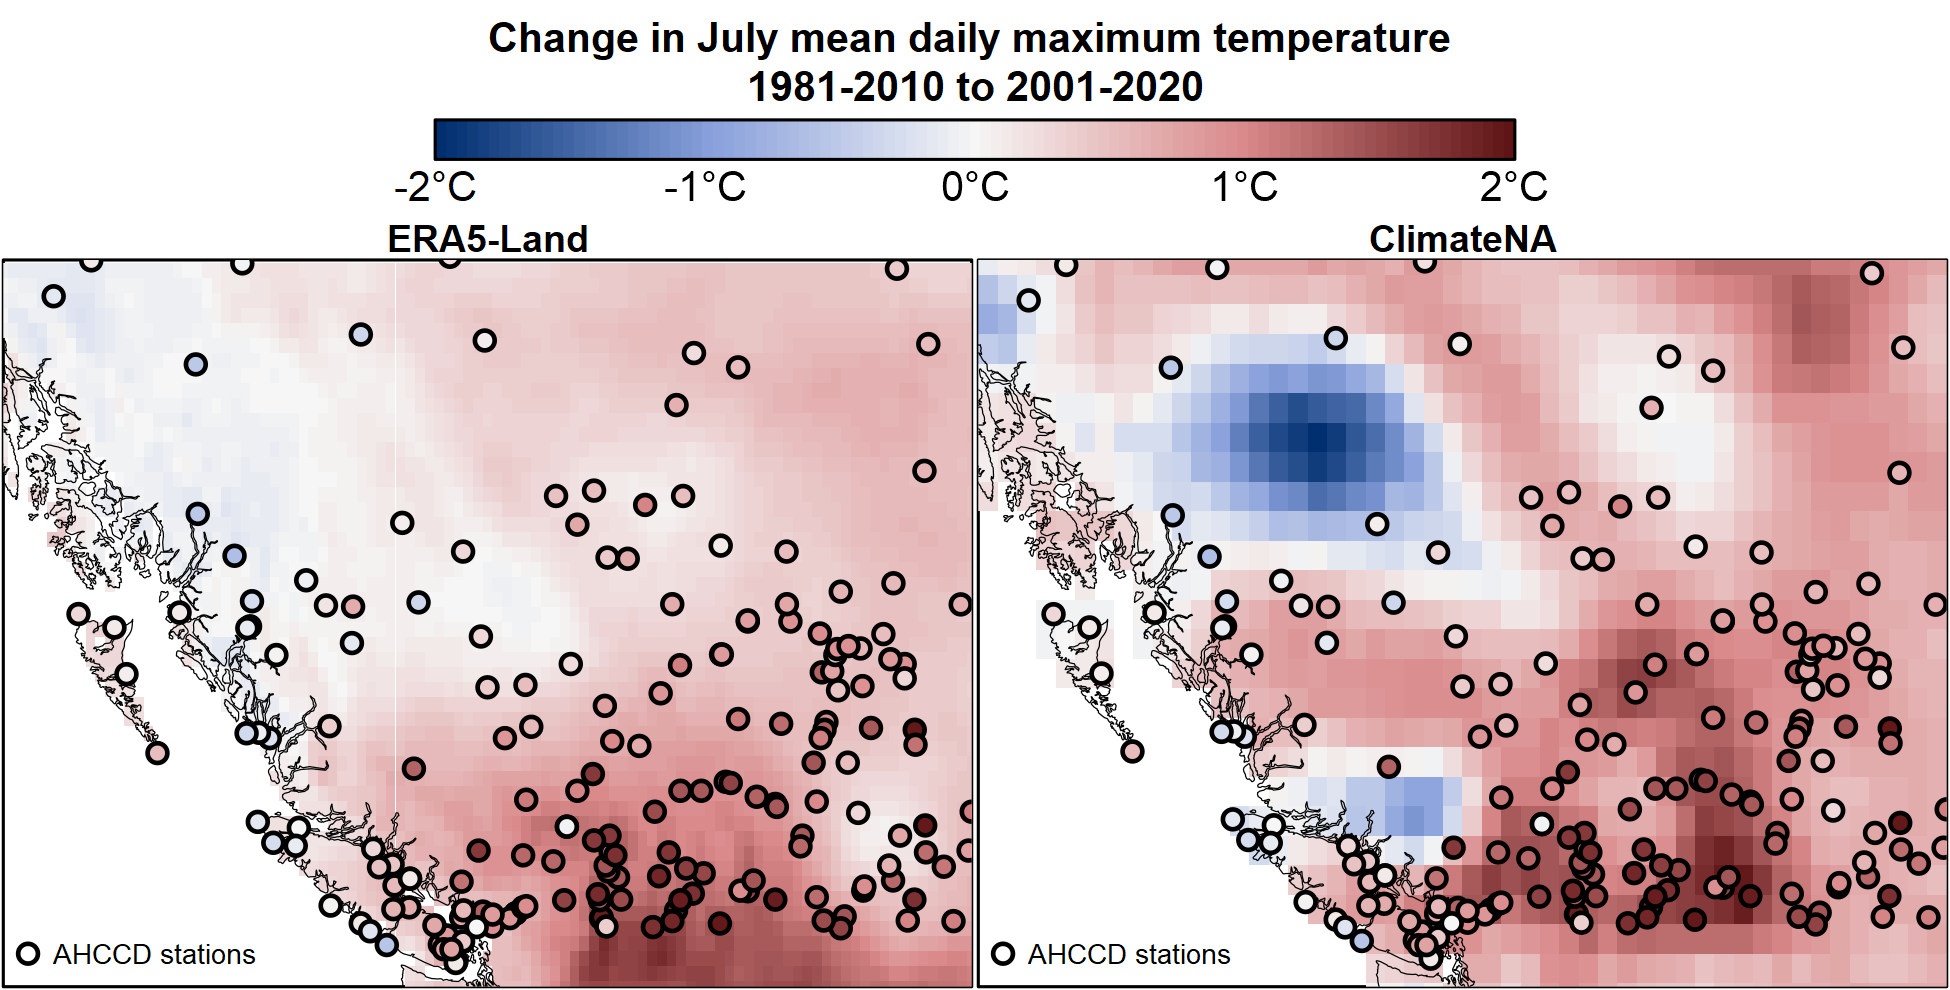 Change in July mean daily maximum temperature
1981-2010 to 2001-2020
-2°C -1°C 0°C 1°C 2°C
ERA5-Land ClimateNA
AHCCD stations AHCCD stations